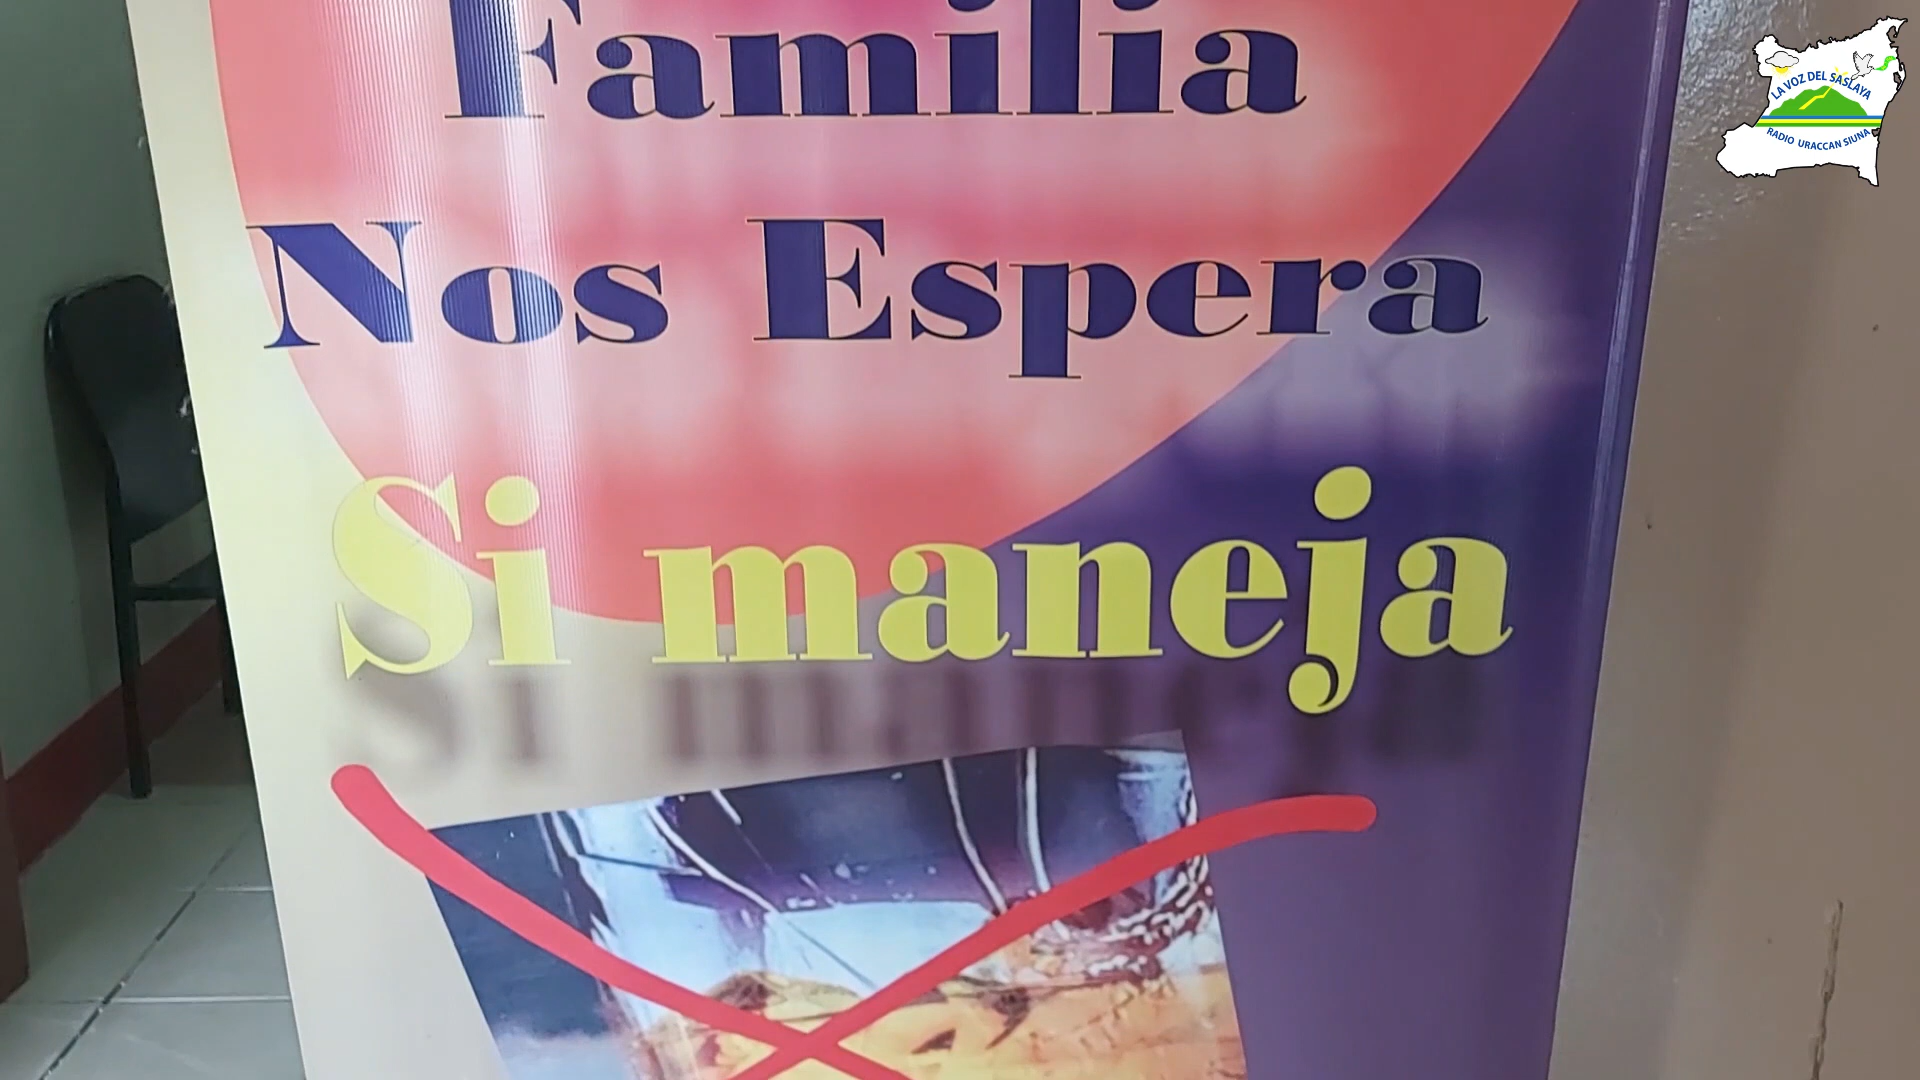 Familia
Nos Espera
Si maneja
LA VOZ DEL SASLAYA
RADIO URACCAN SIUNA